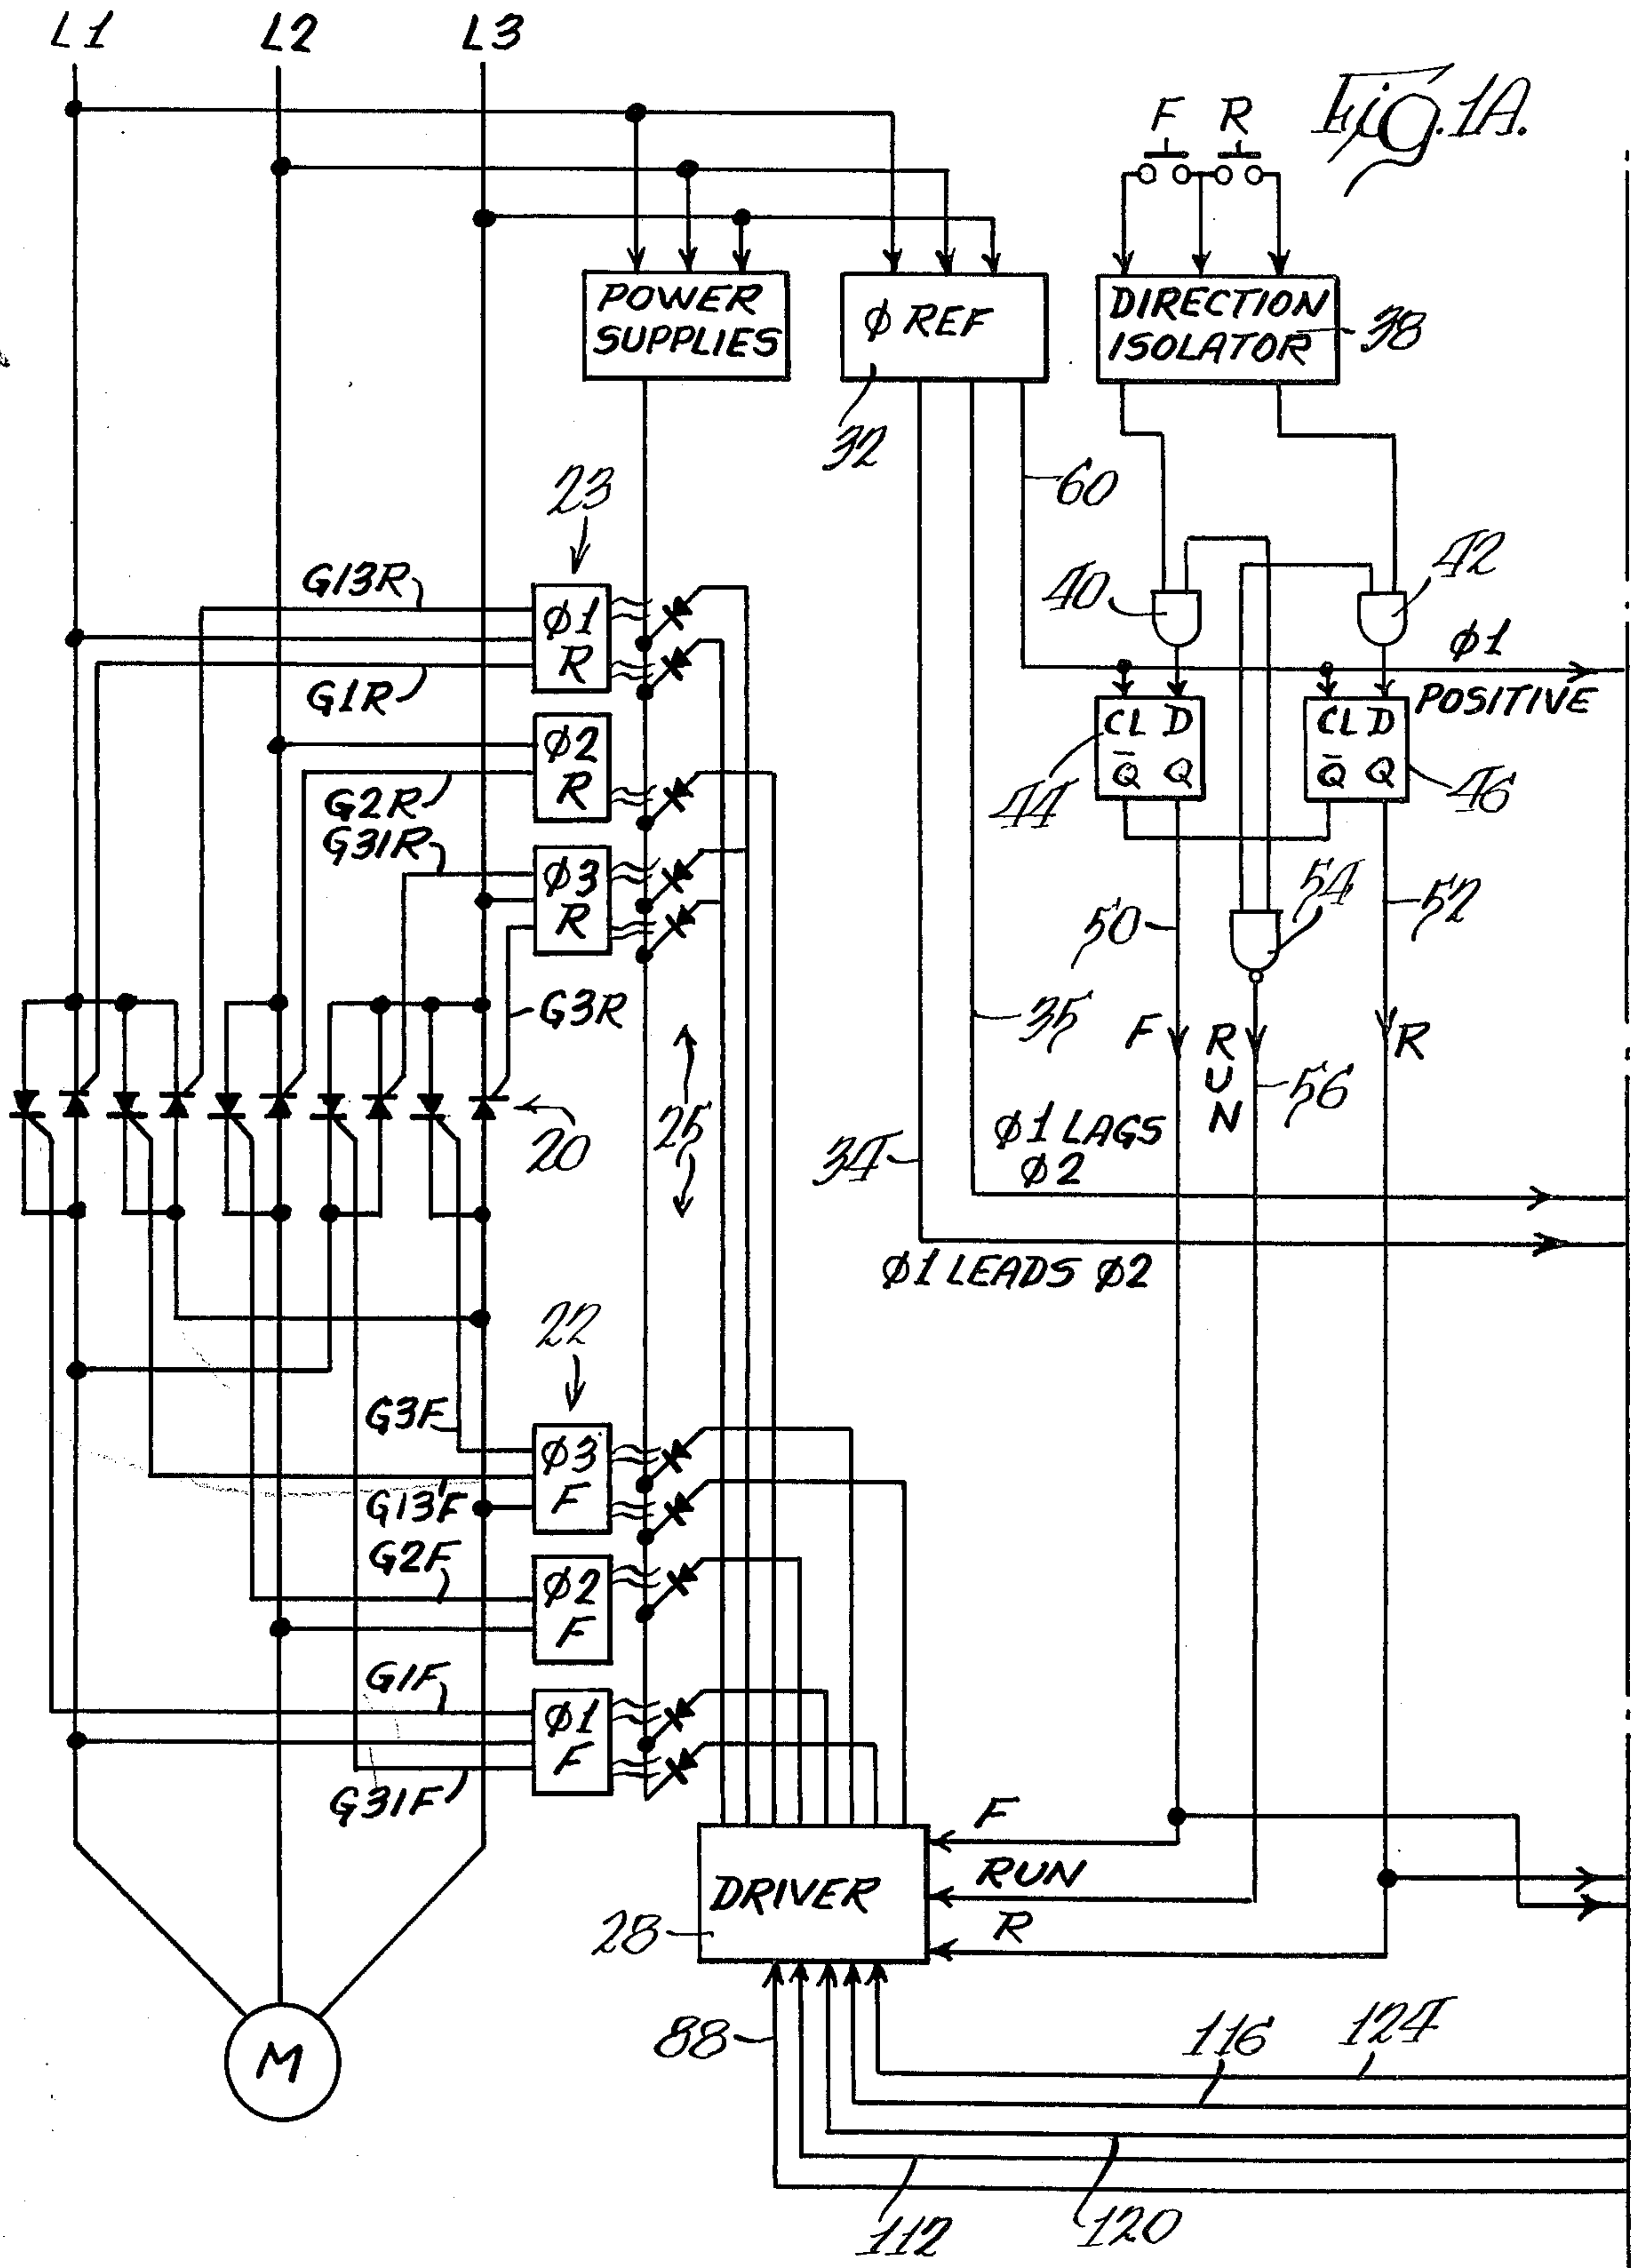 L1 L2 L3
Fig. 1A.
F R
POWER
SUPPLIES
φ REF
DIRECTION
ISOLATOR
38
32
60
23
40
42
G13R
φ1
R
G1R
φ1
POSITIVE
φ2
R
G2R
CL D
Q̅ Q
44
CL D
Q̅ Q
46
G31R
φ3
R
50
54
52
G3R
35
F
RUN
R
56
20
25
34
φ1 LAGS
φ2
φ1 LEADS φ2
22
G3F
φ3
F
G13F
G2F
φ2
F
G1F
φ1
F
G31F
F
RUN
R
DRIVER
28
M
88
116
124
112
120